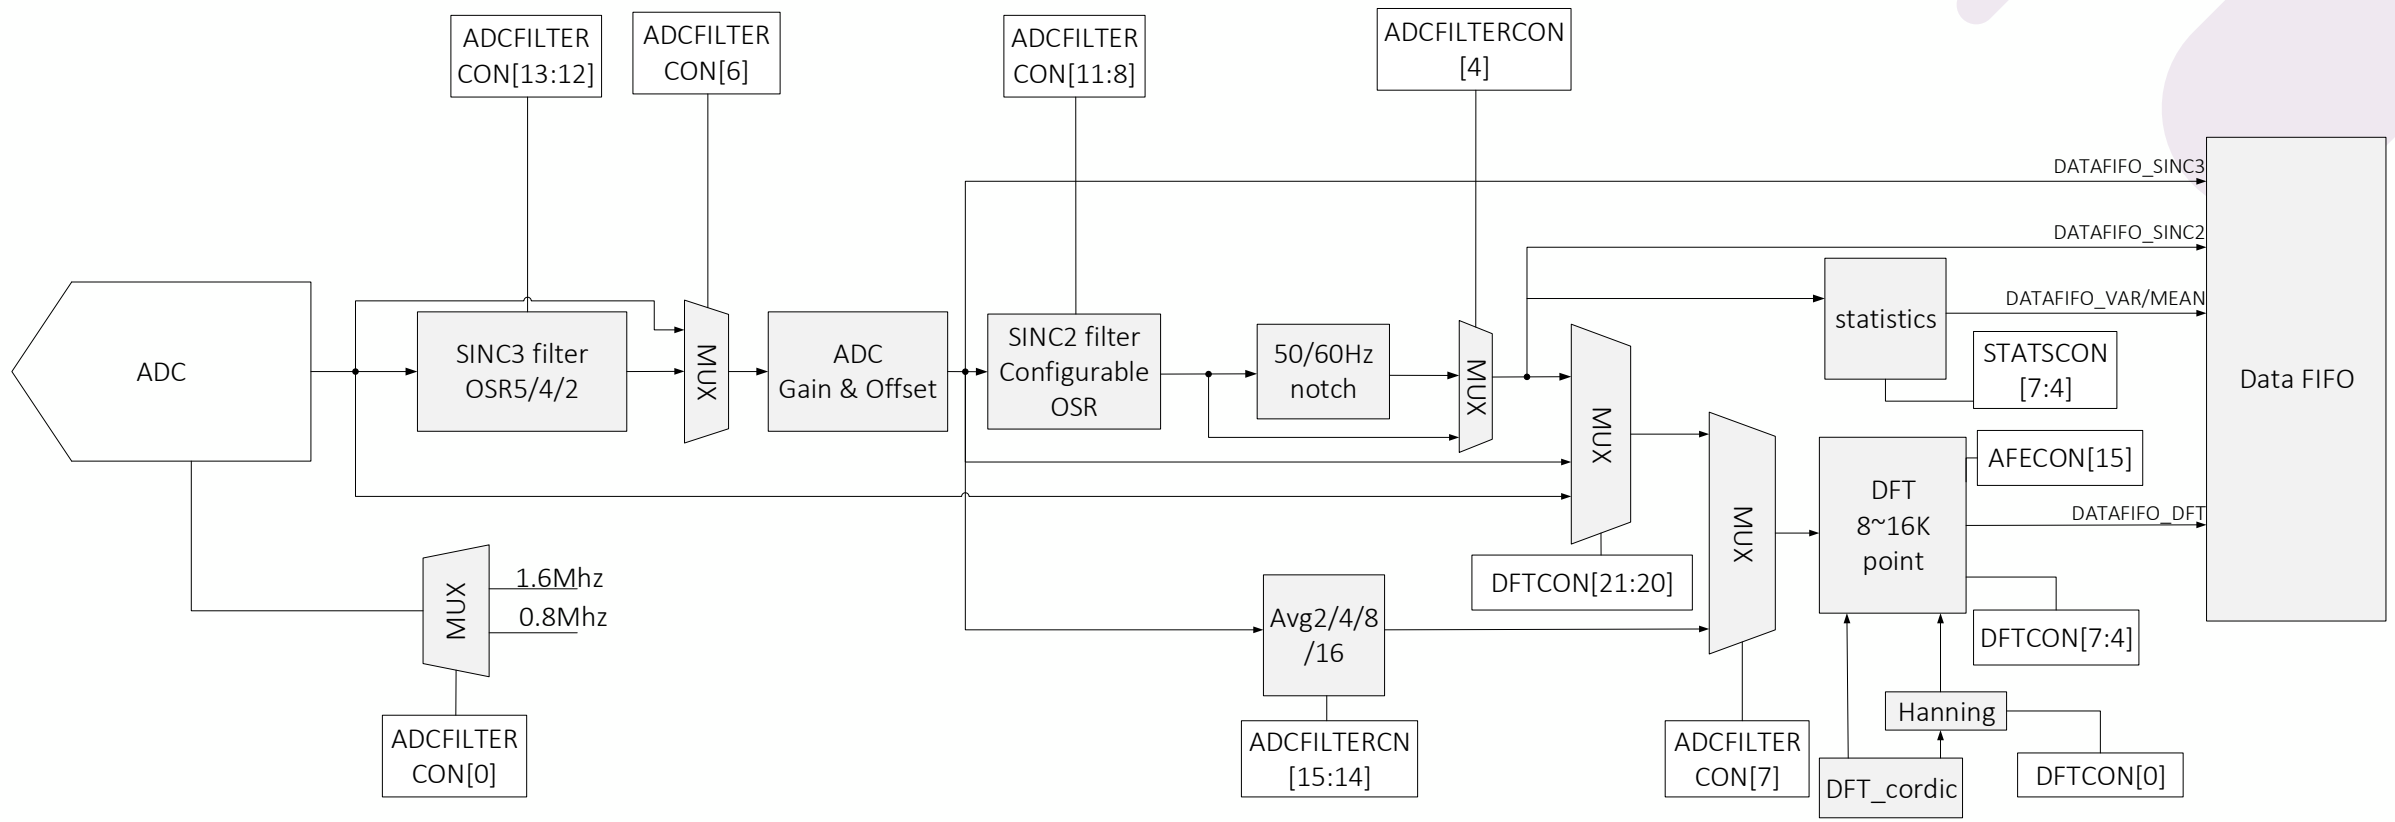 ADCFILTER
CON[13:12]
ADCFILTER
CON[6]
ADCFILTER
CON[11:8]
ADCFILTERCON
[4]
DATAFIFO_SINC3
DATAFIFO_SINC2
DATAFIFO_VAR/MEAN
DATAFIFO_DFT
Data FIFO
ADC
SINC3 filter
OSR5/4/2
MUX
ADC
Gain & Offset
SINC2 filter
Configurable
OSR
50/60Hz
notch
MUX
MUX
statistics
STATSCON
[7:4]
MUX
DFT
8~16K
point
AFECON[15]
DFTCON[21:20]
DFTCON[7:4]
MUX
1.6Mhz
0.8Mhz
Avg2/4/8
/16
Hanning
DFT_cordic
DFTCON[0]
ADCFILTER
CON[0]
ADCFILTERCN
[15:14]
ADCFILTER
CON[7]